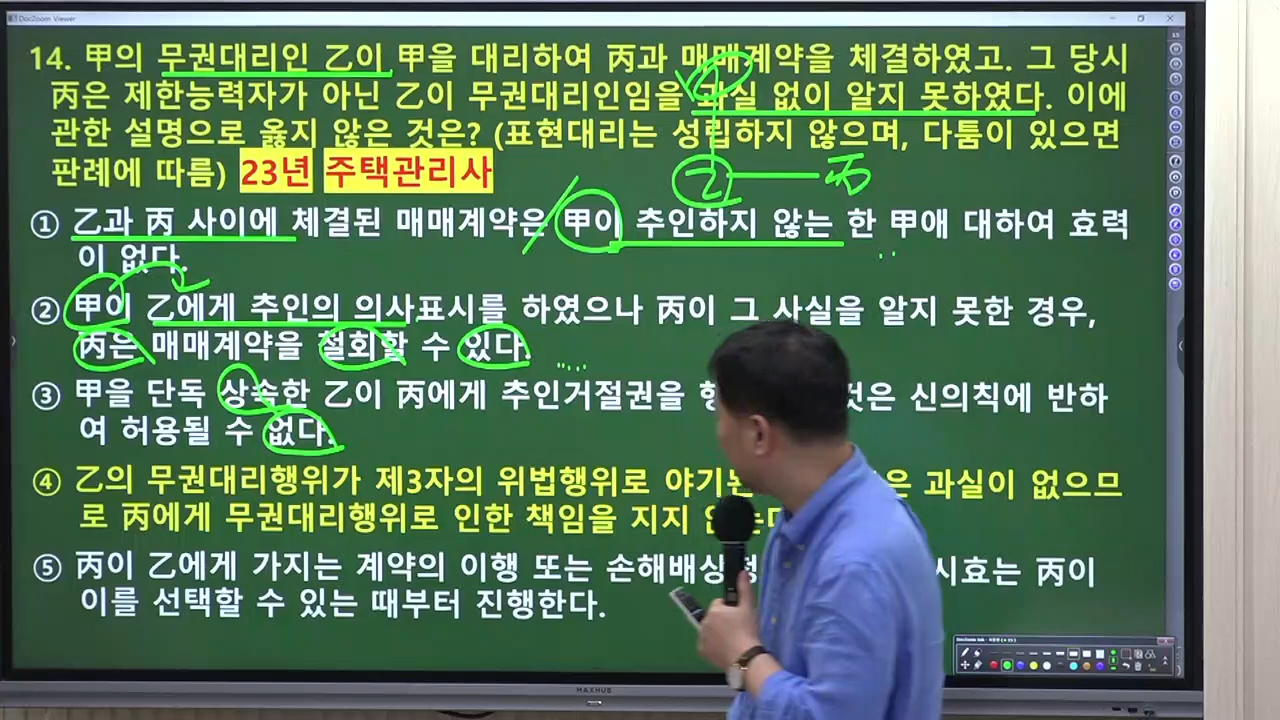 DocZoom Viewer
14. 甲의 무권대리인 乙이 甲을 대리하여 丙과 매매계약을 체결하였고. 그 당시
丙은 제한능력자가 아닌 乙이 무권대리인임을 과실 없이 알지 못하였다. 이에
관한 설명으로 옳지 않은 것은? (표현대리는 성립하지 않으며, 다툼이 있으면
판례에 따름) 23년 주택관리사
乙 丙
① 乙과 丙 사이에 체결된 매매계약은 甲이 추인하지 않는 한 甲애 대하여 효력
이 없다.
② 甲이 乙에게 추인의 의사표시를 하였으나 丙이 그 사실을 알지 못한 경우,
丙은 매매계약을 철회할 수 있다.
③ 甲을 단독 상속한 乙이 丙에게 추인거절권을 것은 신의칙에 반하
여 허용될 수 없다.
④ 乙의 무권대리행위가 제3자의 위법행위로 과실이 없으므
로 丙에게 무권대리행위로 인한 책임을 지지
⑤ 丙이 乙에게 가지는 계약의 이행 또는 시효는 丙이
이를 선택할 수 있는 때부터 진행한다.
MAXHUB